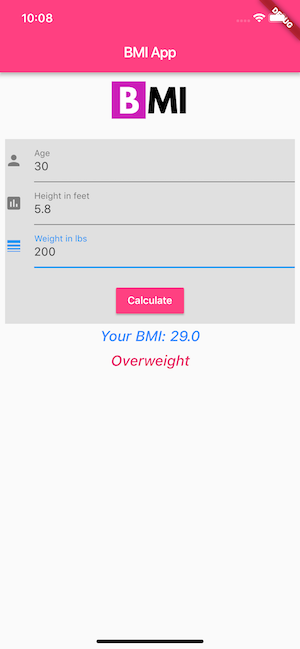 10:08
DEBUG
BMI App
BMI
Age
30
Height in feet
5.8
Weight in lbs
200
Calculate
Your BMI: 29.0
Overweight